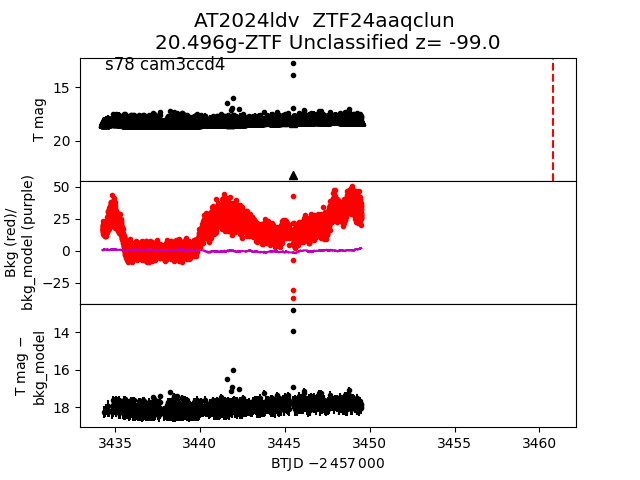 AT2024ldv  ZTF24aaqclun
20.496g-ZTF Unclassified z= -99.0
s78 cam3ccd4
T mag
15
20
Bkg (red)/
bkg_model (purple)
50
25
0
−25
T mag −
bkg_model
14
16
18
3435 3440 3445 3450 3455 3460
BTJD −2 457 000